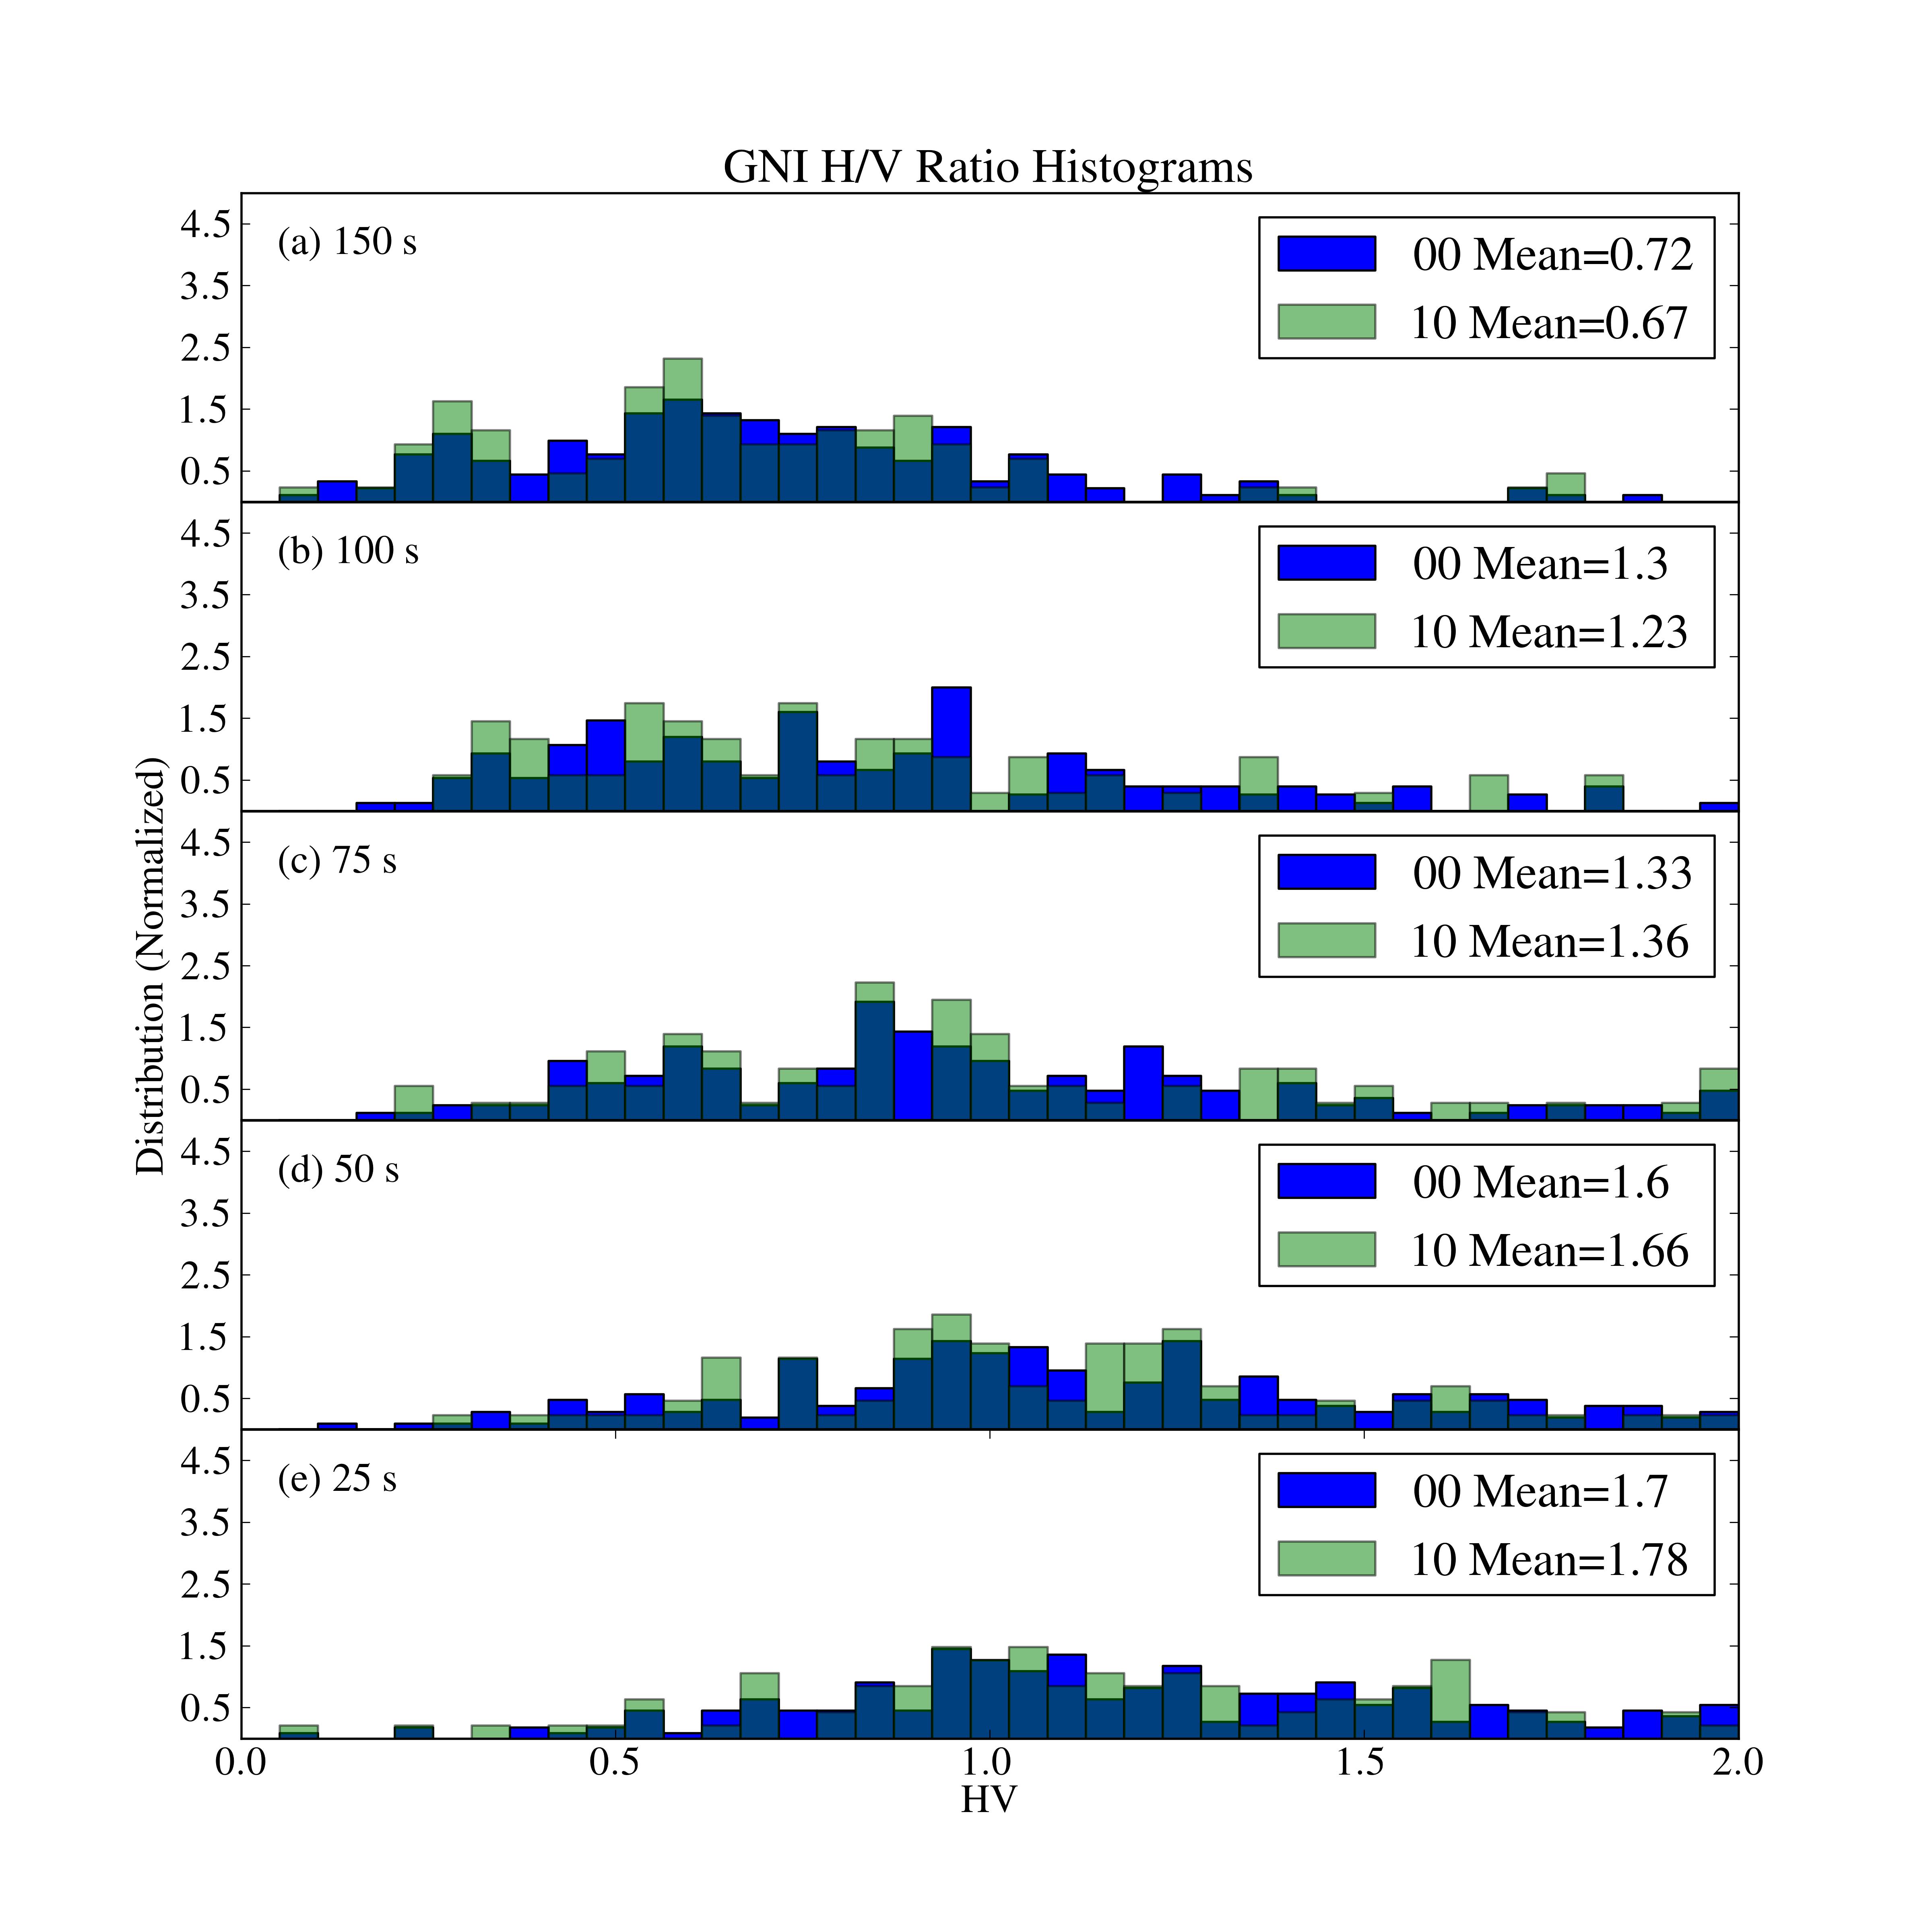 GNI H/V Ratio Histograms
Distribution (Normalized)
4.5
3.5
2.5
1.5
0.5
(a) 150 s
00 Mean=0.72
10 Mean=0.67
4.5
3.5
2.5
1.5
0.5
(b) 100 s
00 Mean=1.3
10 Mean=1.23
4.5
3.5
2.5
1.5
0.5
(c) 75 s
00 Mean=1.33
10 Mean=1.36
4.5
3.5
2.5
1.5
0.5
(d) 50 s
00 Mean=1.6
10 Mean=1.66
4.5
3.5
2.5
1.5
0.5
(e) 25 s
00 Mean=1.7
10 Mean=1.78
0.0 0.5 1.0 1.5 2.0
HV